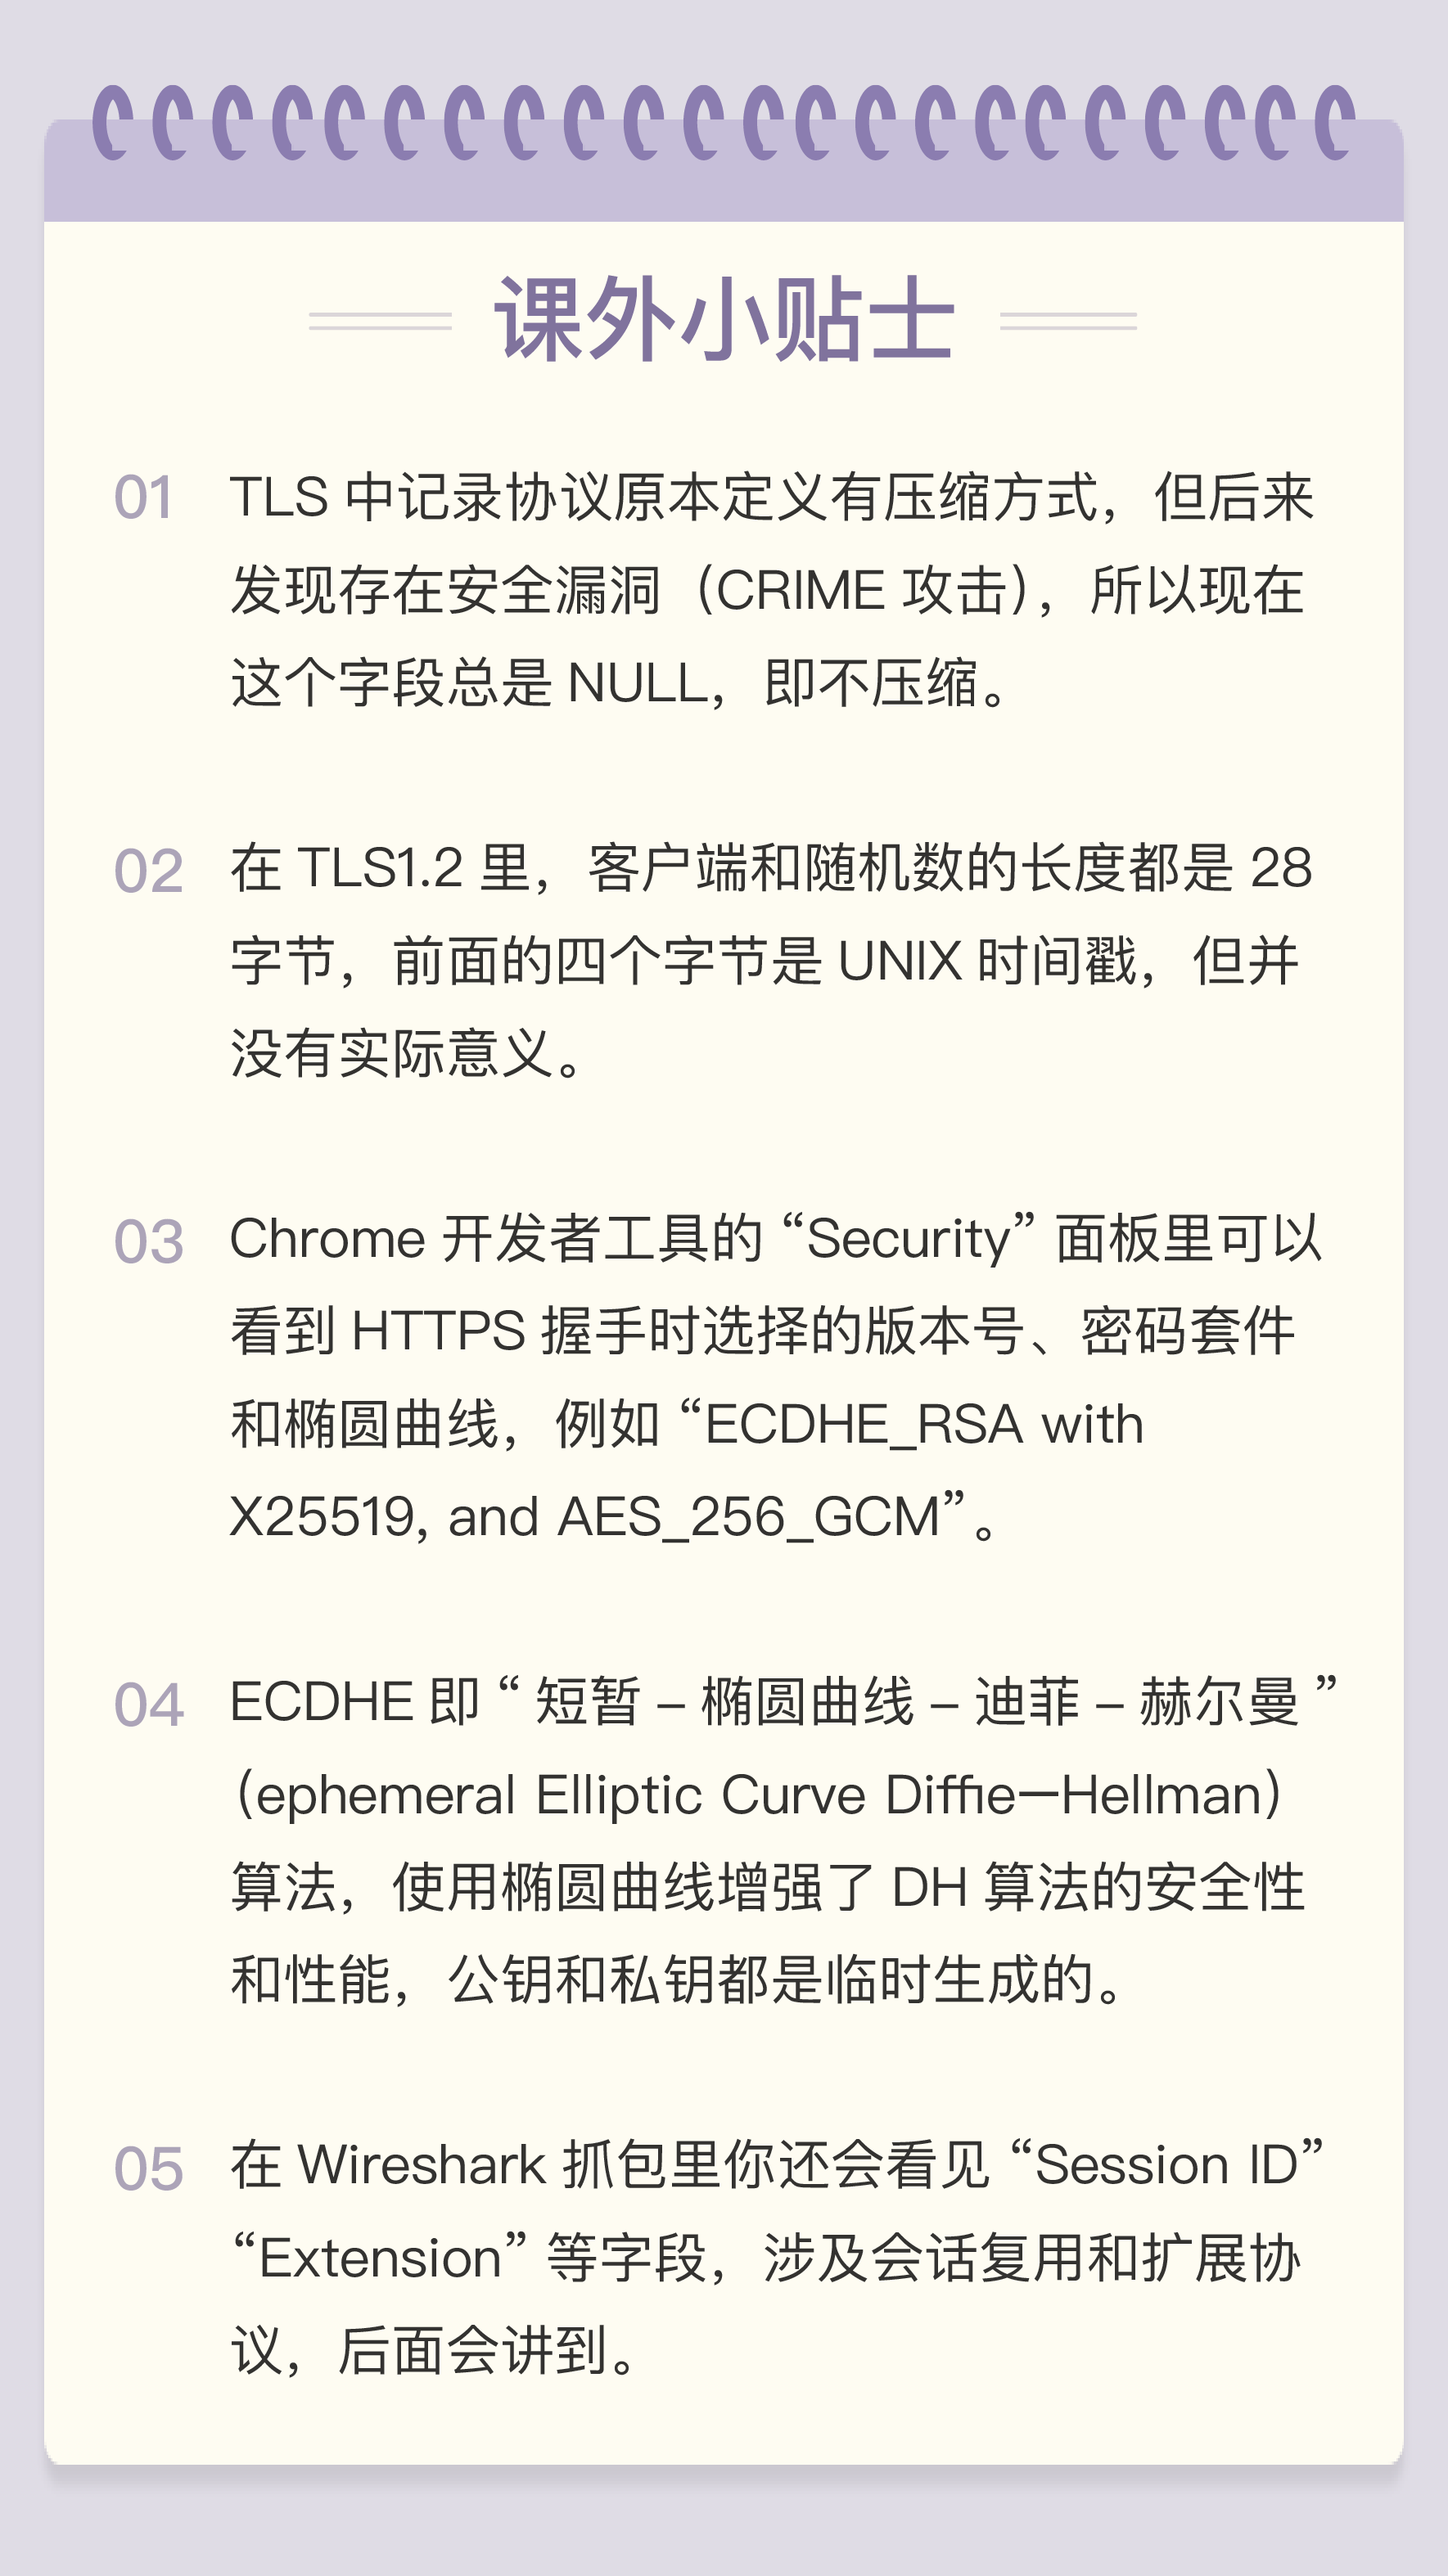 课外小贴士
01 TLS 中记录协议原本定义有压缩方式，但后来
发现存在安全漏洞（CRIME 攻击），所以现在
这个字段总是 NULL，即不压缩。
02 在 TLS1.2 里，客户端和随机数的长度都是 28
字节，前面的四个字节是 UNIX 时间戳，但并
没有实际意义。
03 Chrome 开发者工具的 “Security” 面板里可以
看到 HTTPS 握手时选择的版本号、密码套件
和椭圆曲线，例如 “ECDHE_RSA with
X25519, and AES_256_GCM”。
04 ECDHE 即 “ 短暂 – 椭圆曲线 – 迪菲 – 赫尔曼 ”
（ephemeral Elliptic Curve Diffie—Hellman）
算法，使用椭圆曲线增强了 DH 算法的安全性
和性能，公钥和私钥都是临时生成的。
05 在 Wireshark 抓包里你还会看见 “Session ID”
“Extension” 等字段，涉及会话复用和扩展协
议，后面会讲到。